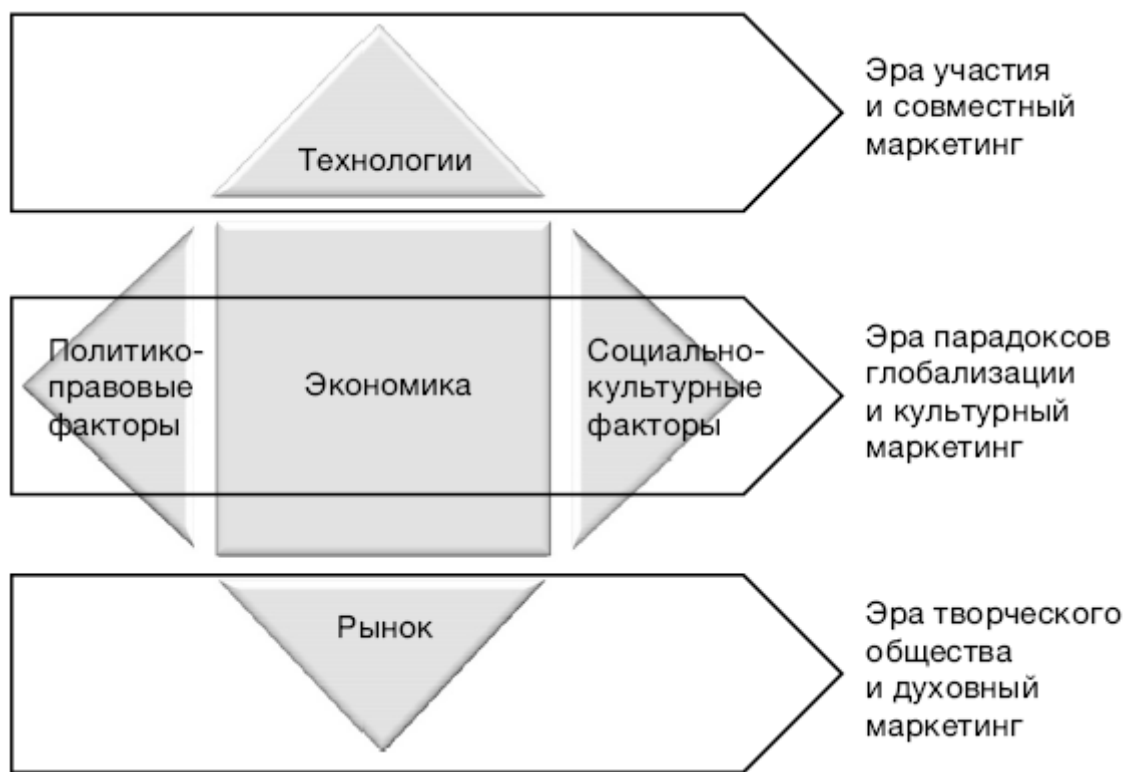 Технологии
Эра участия
и совместный
маркетинг
Политико-
правовые
факторы
Экономика
Социально-
культурные
факторы
Эра парадоксов
глобализации
и культурный
маркетинг
Рынок
Эра творческого
общества
и духовный
маркетинг